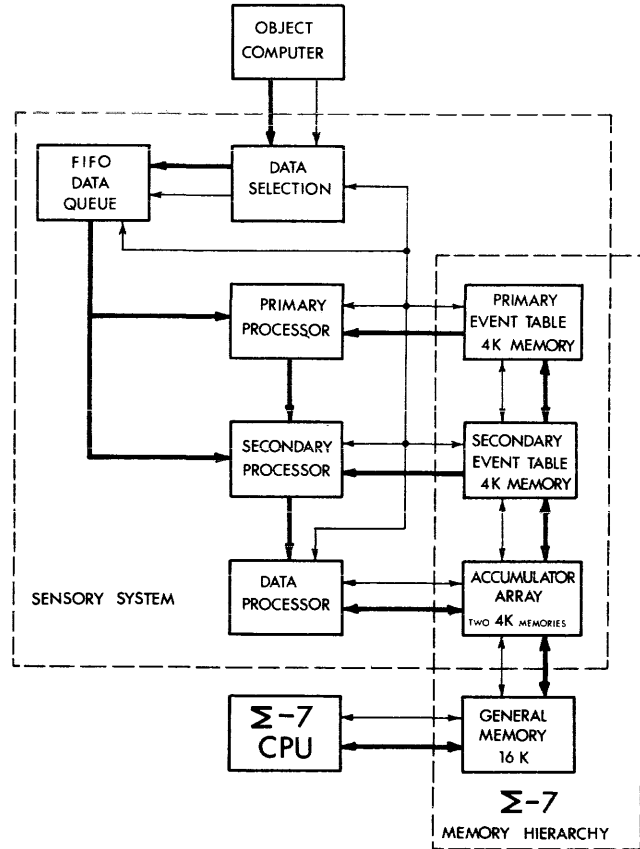 OBJECT
COMPUTER
FIFO
DATA
QUEUE
DATA
SELECTION
PRIMARY
PROCESSOR
PRIMARY
EVENT TABLE
4K MEMORY
SECONDARY
PROCESSOR
SECONDARY
EVENT TABLE
4K MEMORY
DATA
PROCESSOR
ACCUMULATOR
ARRAY
TWO 4K MEMORIES
SENSORY SYSTEM
Σ-7
CPU
GENERAL
MEMORY
16 K
Σ-7
MEMORY HIERARCHY